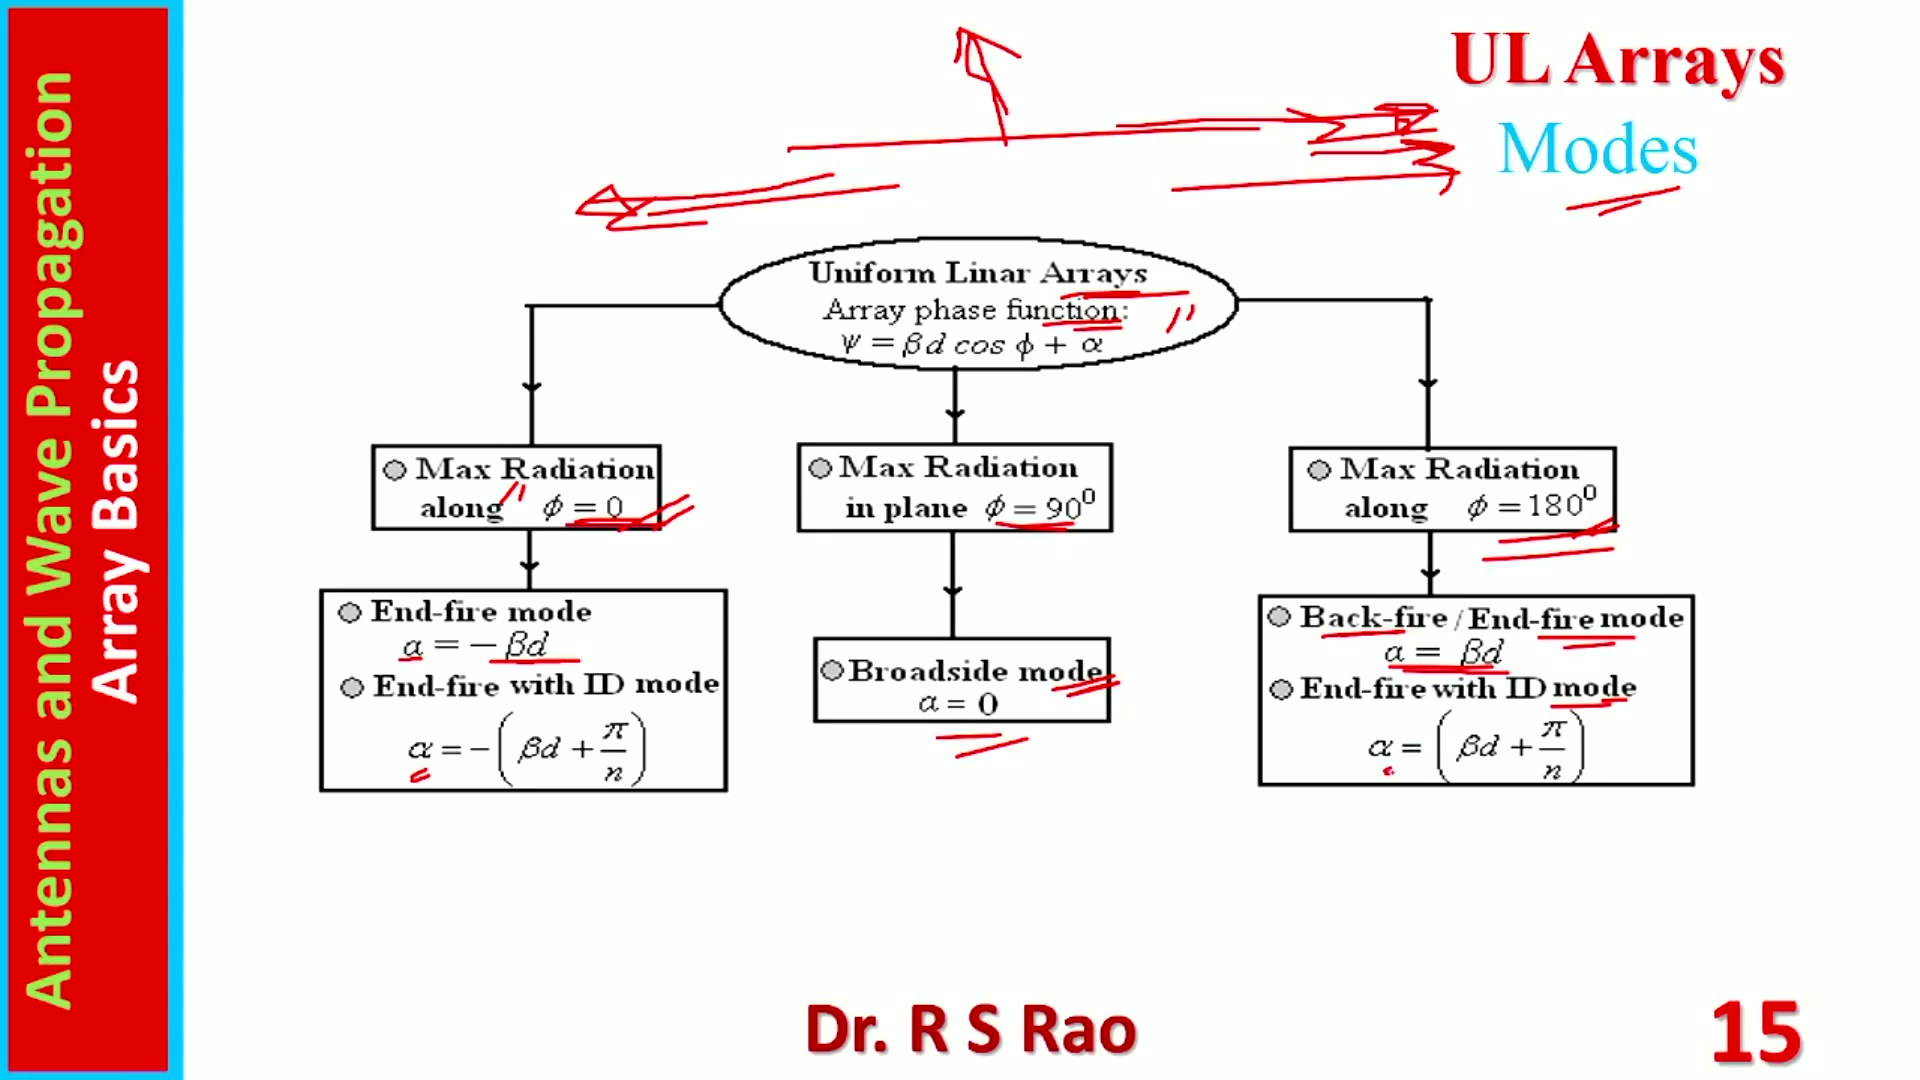 Antennas and Wave Propagation
Array Basics
UL Arrays
Modes
Uniform Linar Arrays
Array phase function:
ψ = βd cos ϕ + α
Max Radiation
along ϕ = 0
Max Radiation
in plane ϕ = 90⁰
Max Radiation
along ϕ = 180⁰
End-fire mode
α = − βd
End-fire with ID mode
α = −(βd + π/n)
Broadside mode
α = 0
Back-fire / End-fire mode
α = βd
End-fire with ID mode
α = (βd + π/n)
Dr. R S Rao
15